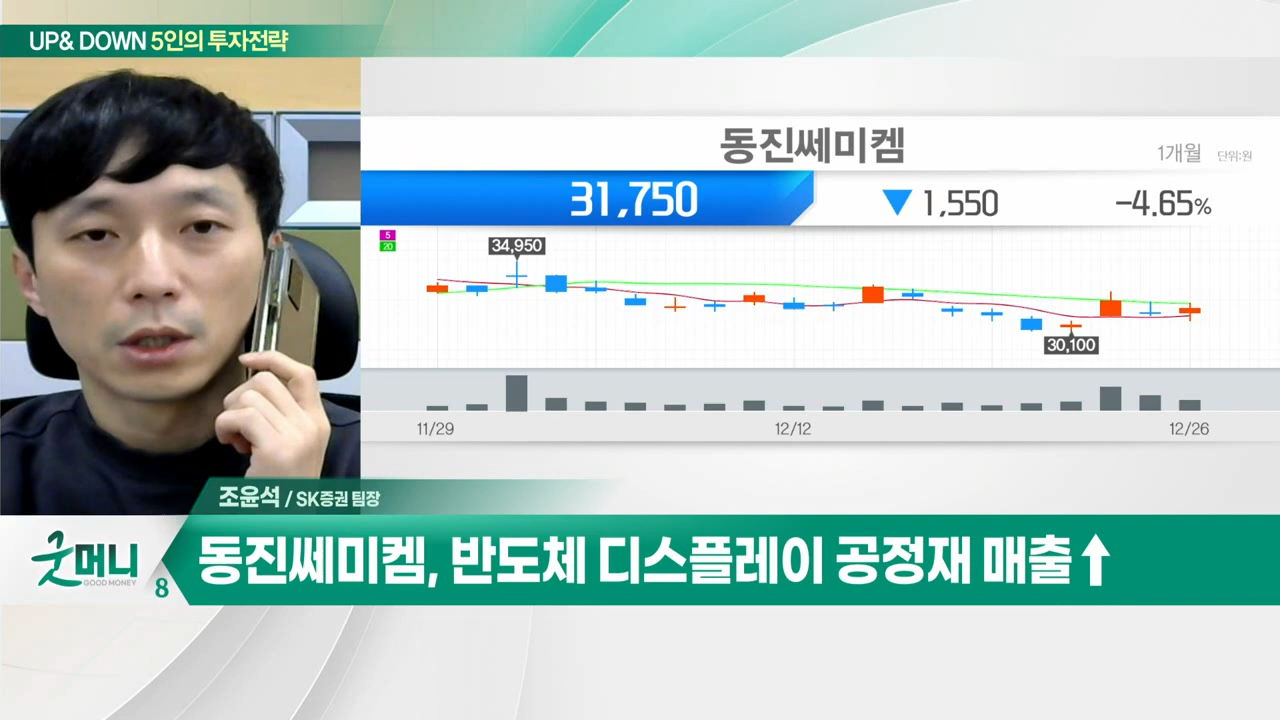 UP& DOWN 5인의 투자전략
동진쎄미켐
1개월 단위:원
31,750 ▼ 1,550 -4.65%
5
20
34,950
30,100
11/29 12/12 12/26
조윤석 / SK증권 팀장
굿머니
GOOD MONEY
8
동진쎄미켐, 반도체 디스플레이 공정재 매출↑